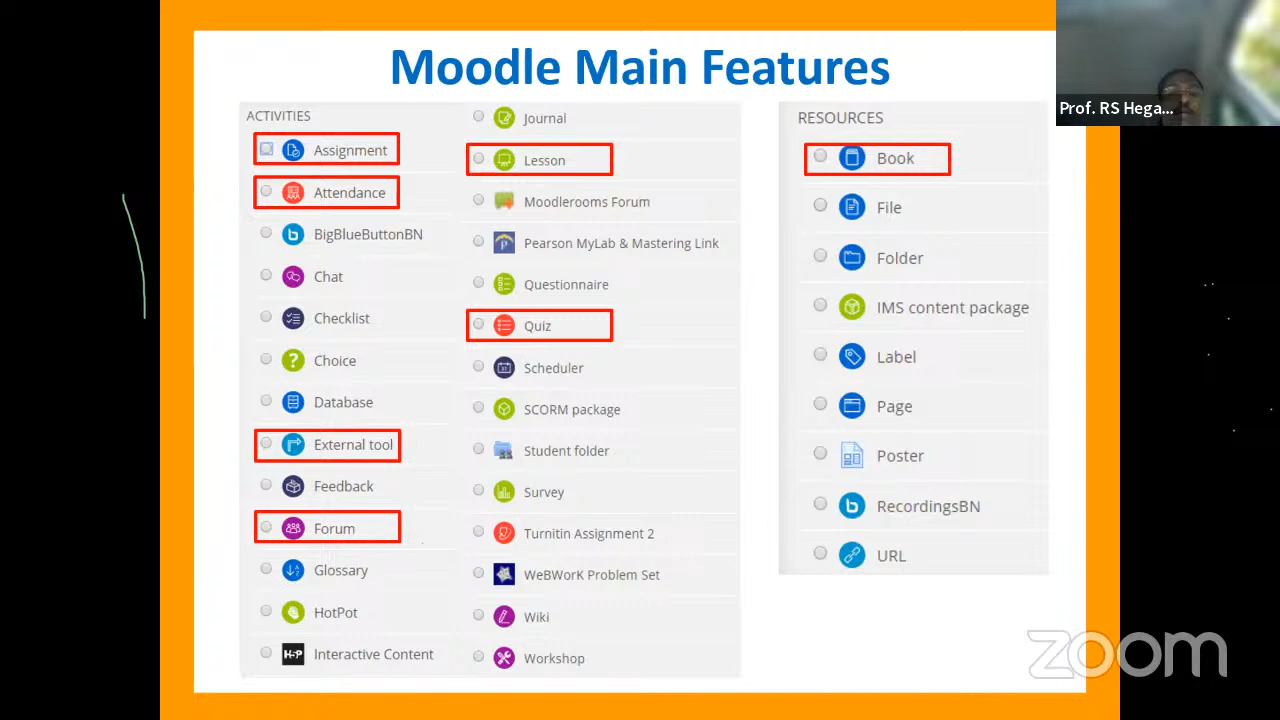 Moodle Main Features
Prof. RS Hega...
ACTIVITIES
Assignment
Attendance
BigBlueButtonBN
Chat
Checklist
Choice
Database
External tool
Feedback
Forum
Glossary
HotPot
H-P Interactive Content
Journal
Lesson
Moodlerooms Forum
Pearson MyLab & Mastering Link
Questionnaire
Quiz
Scheduler
SCORM package
Student folder
Survey
Turnitin Assignment 2
WeBWorK Problem Set
Wiki
Workshop
RESOURCES
Book
File
Folder
IMS content package
Label
Page
Poster
RecordingsBN
URL
zoom